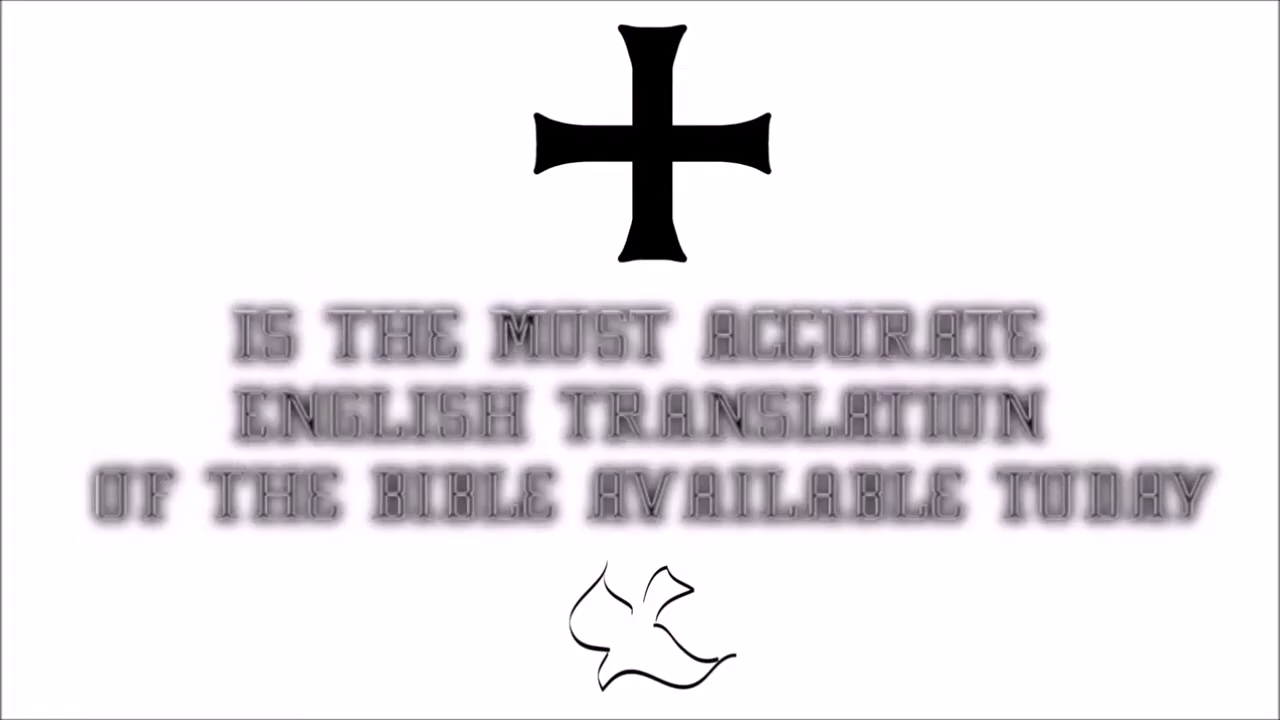 IS THE MOST ACCURATE
ENGLISH TRANSLATION
OF THE BIBLE AVAILABLE TODAY